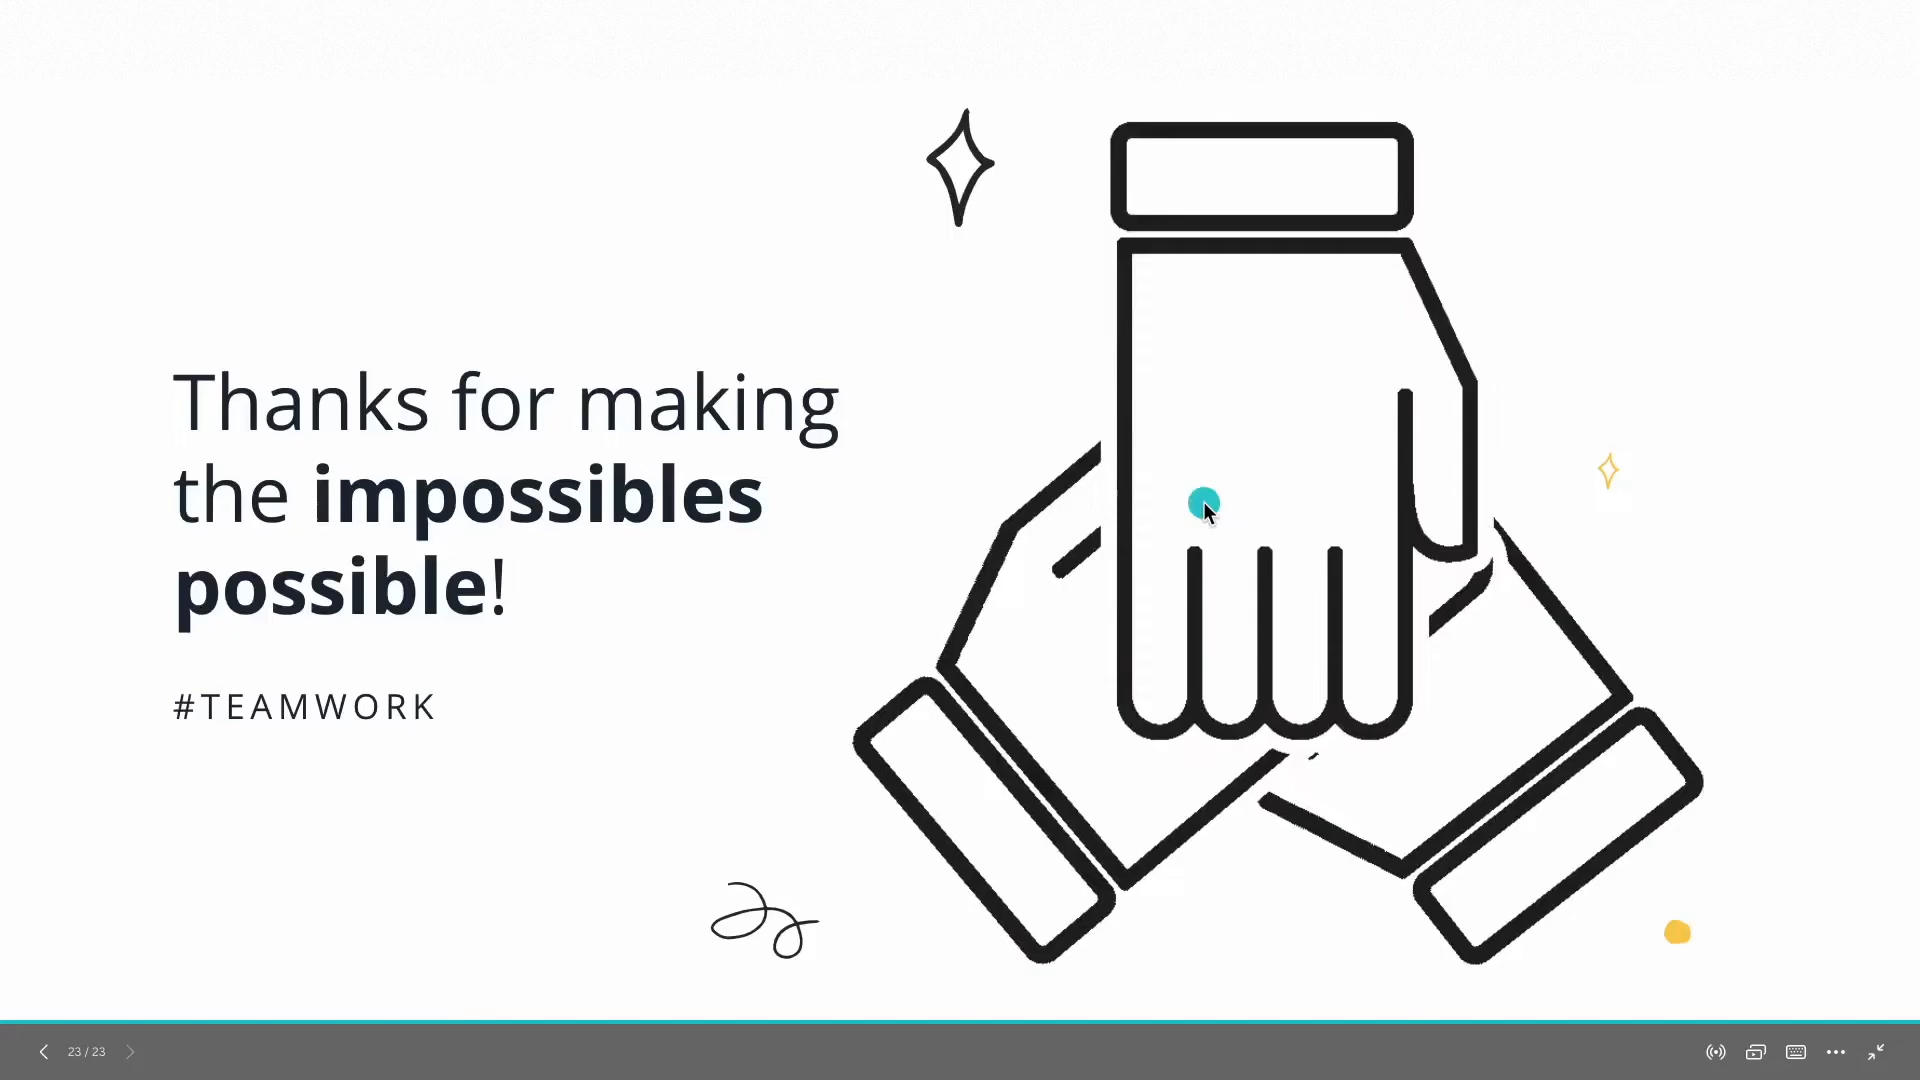 Thanks for making
the impossibles
possible!
#TEAMWORK
23 / 23